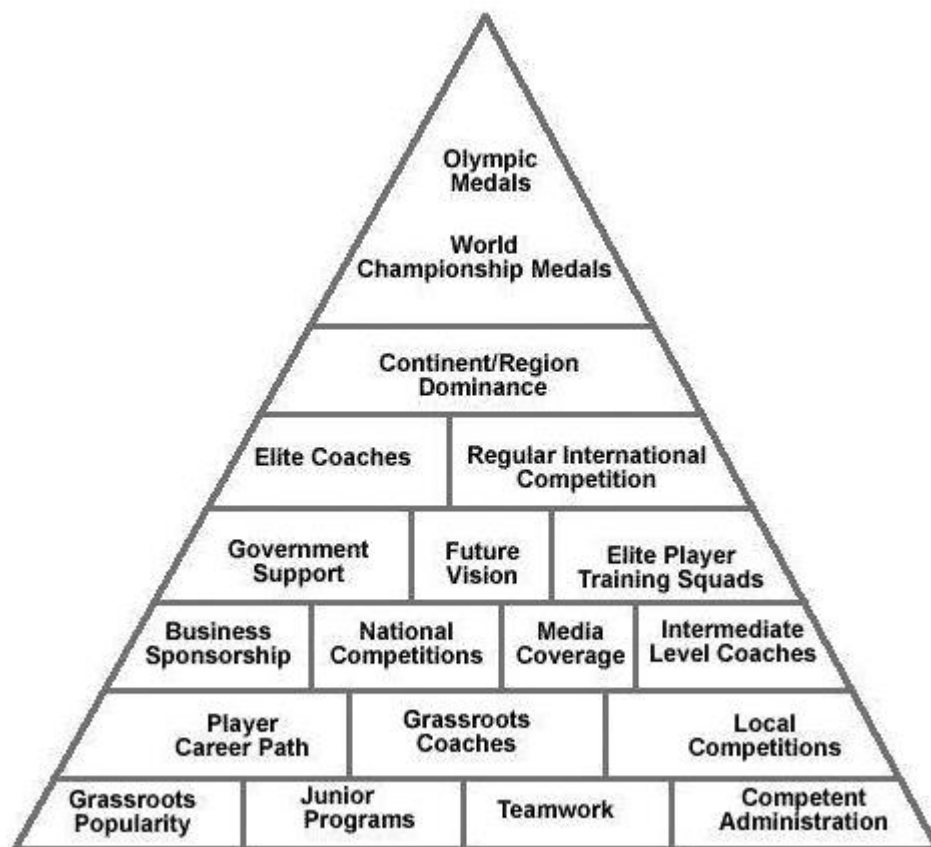 Olympic
Medals
World
Championship Medals
Continent/Region
Dominance
Elite Coaches
Regular International
Competition
Government
Support
Future
Vision
Elite Player
Training Squads
Business
Sponsorship
National
Competitions
Media
Coverage
Intermediate
Level Coaches
Player
Career Path
Grassroots
Coaches
Local
Competitions
Grassroots
Popularity
Junior
Programs
Teamwork
Competent
Administration